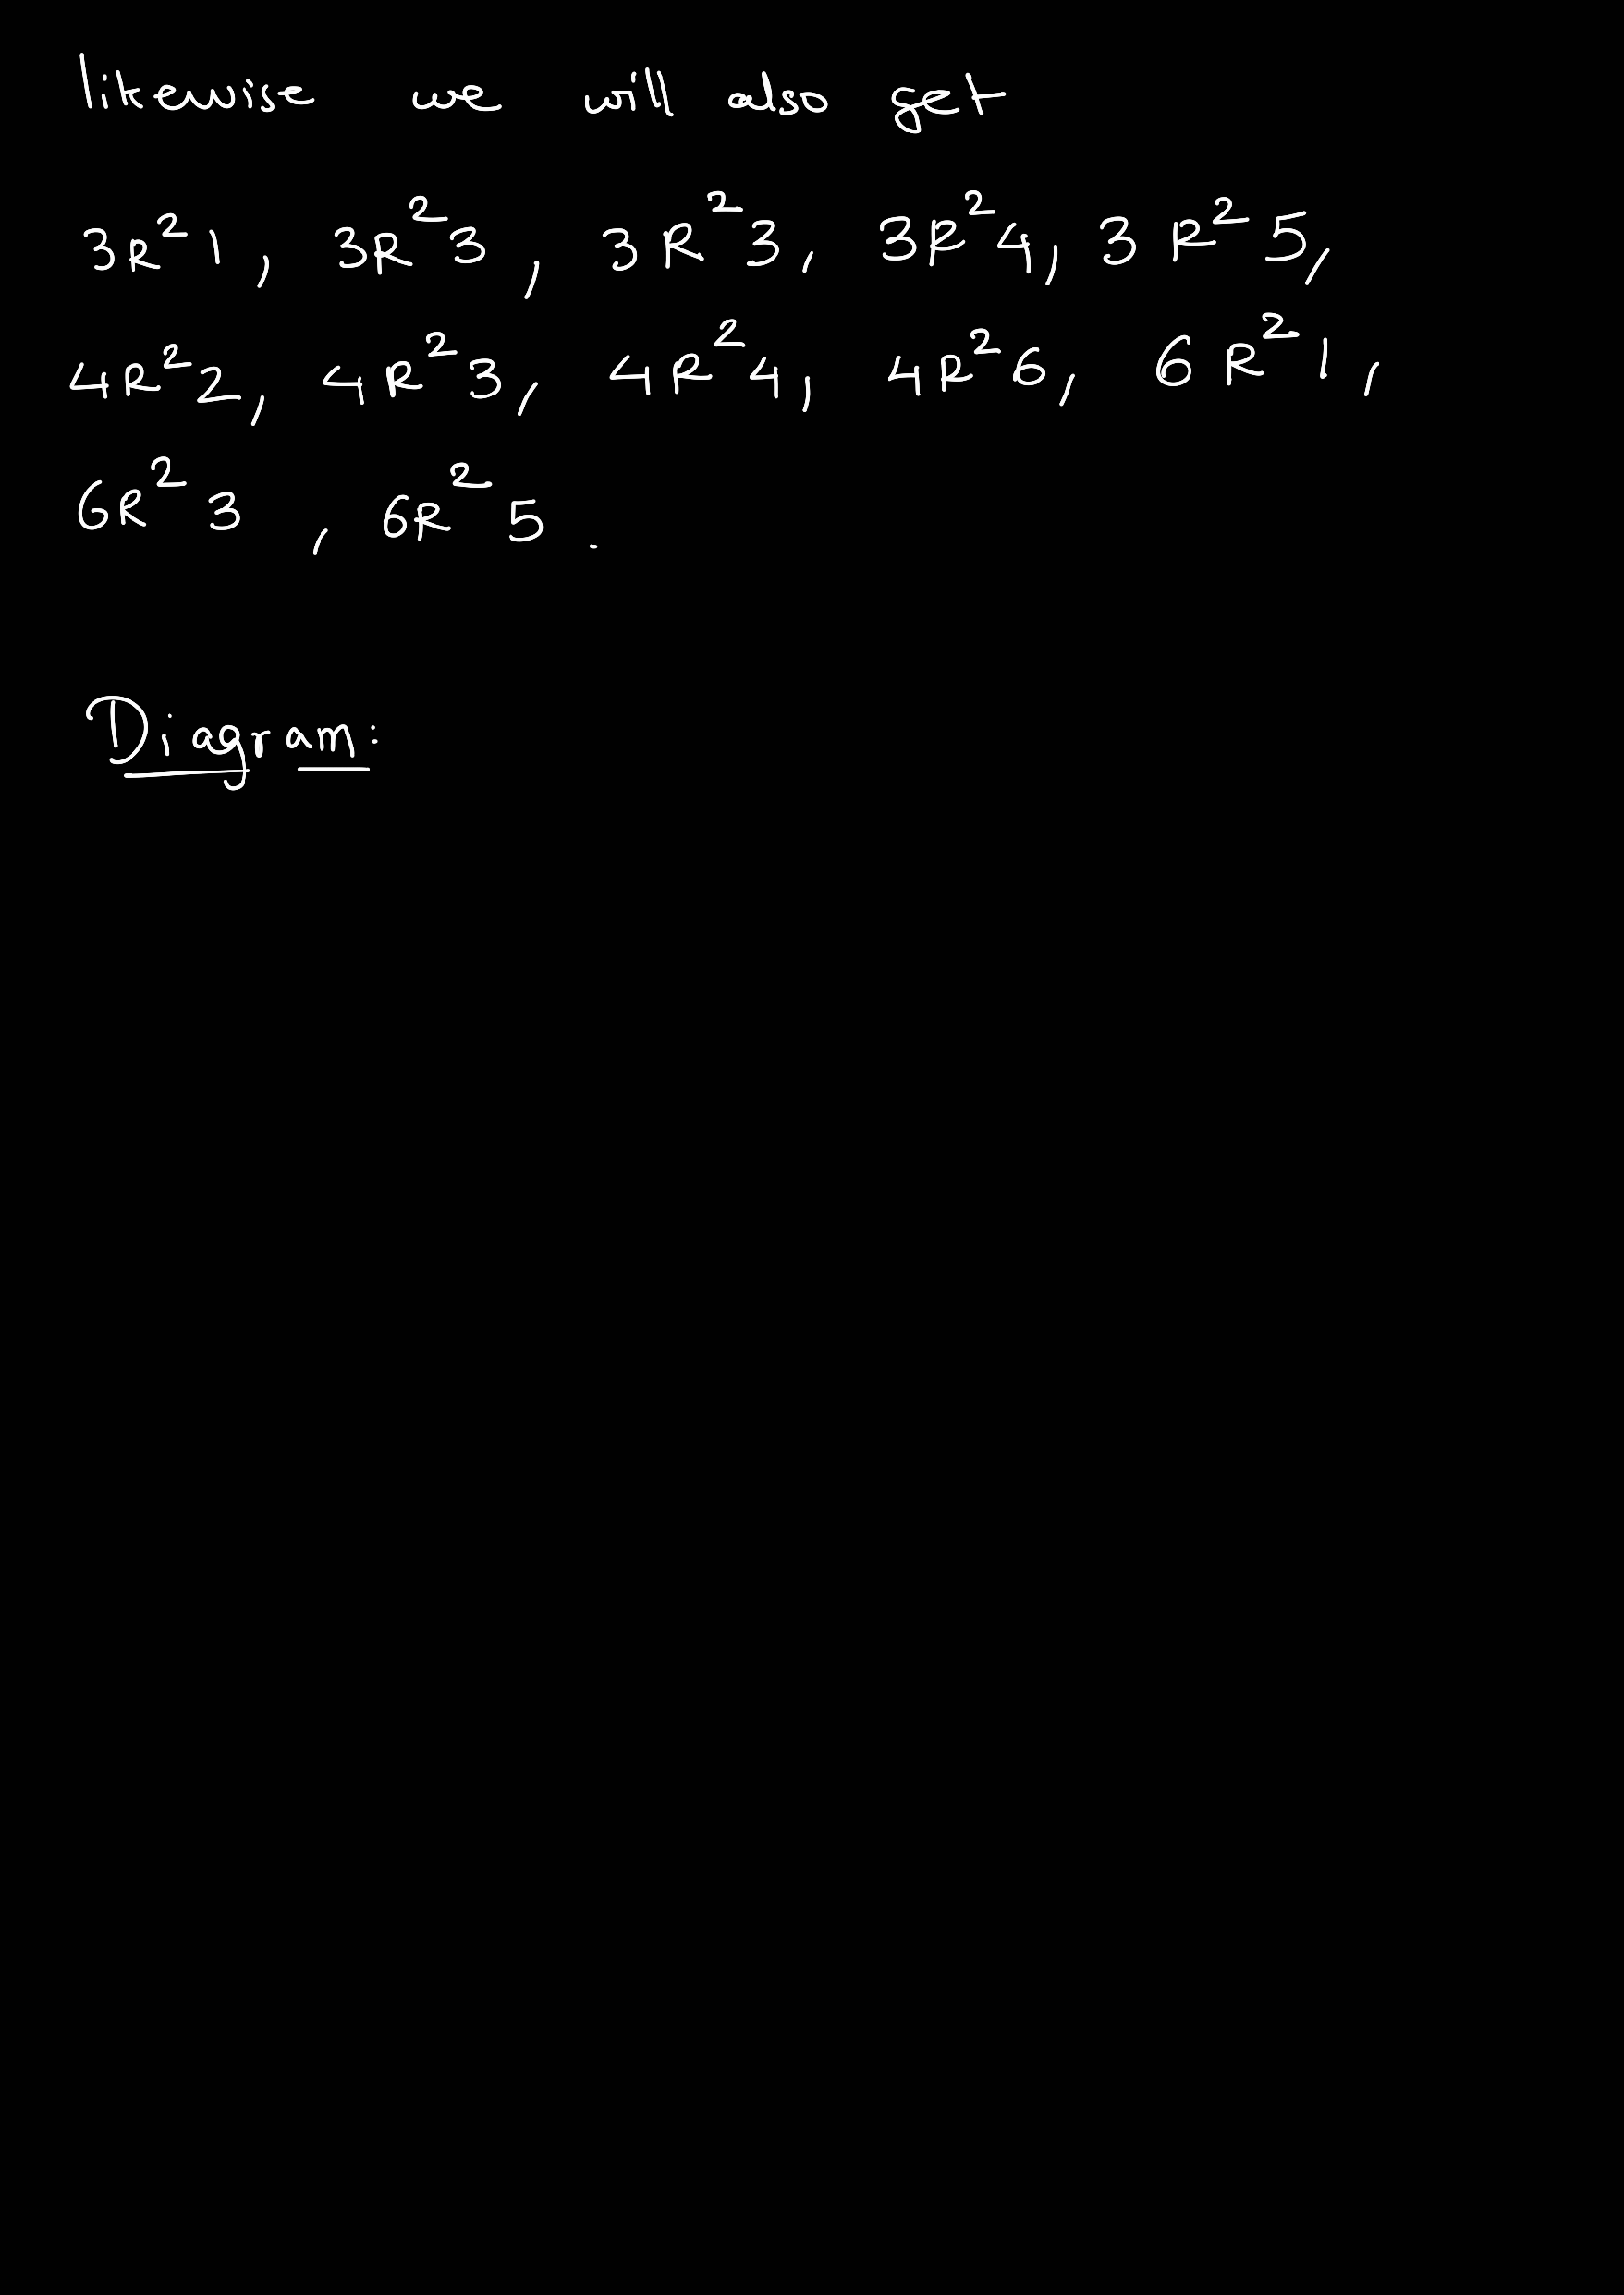 likewise we will also get
3R²1, 3R²3, 3R²3, 3R²4, 3R²5,
4R²2, 4R²3, 4R²4, 4R²6, 6R²1,
6R²3, 6R²5.
Diagram: